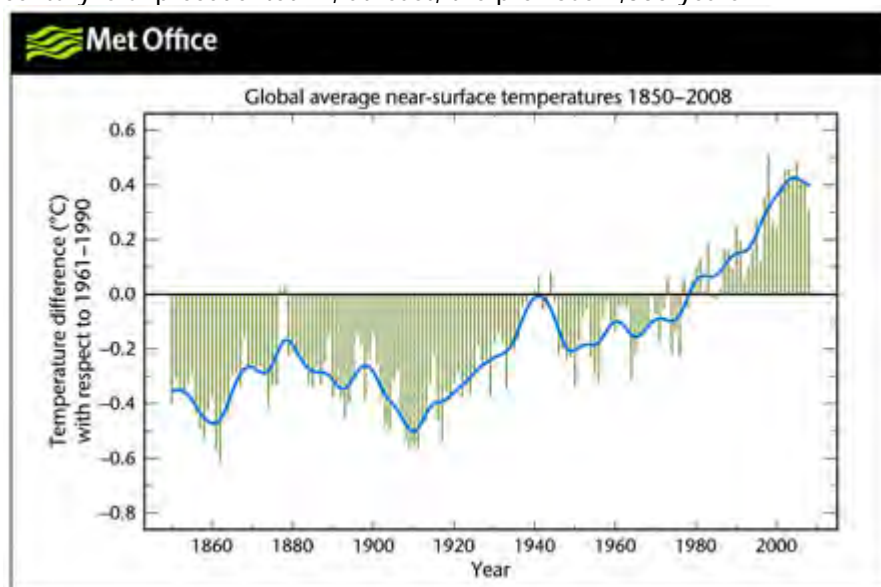 Met Office
Global average near-surface temperatures 1850–2008
Temperature difference (°C)
with respect to 1961–1990
0.6
0.4
0.2
0.0
–0.2
–0.4
–0.6
–0.8
1860 1880 1900 1920 1940 1960 1980 2000
Year